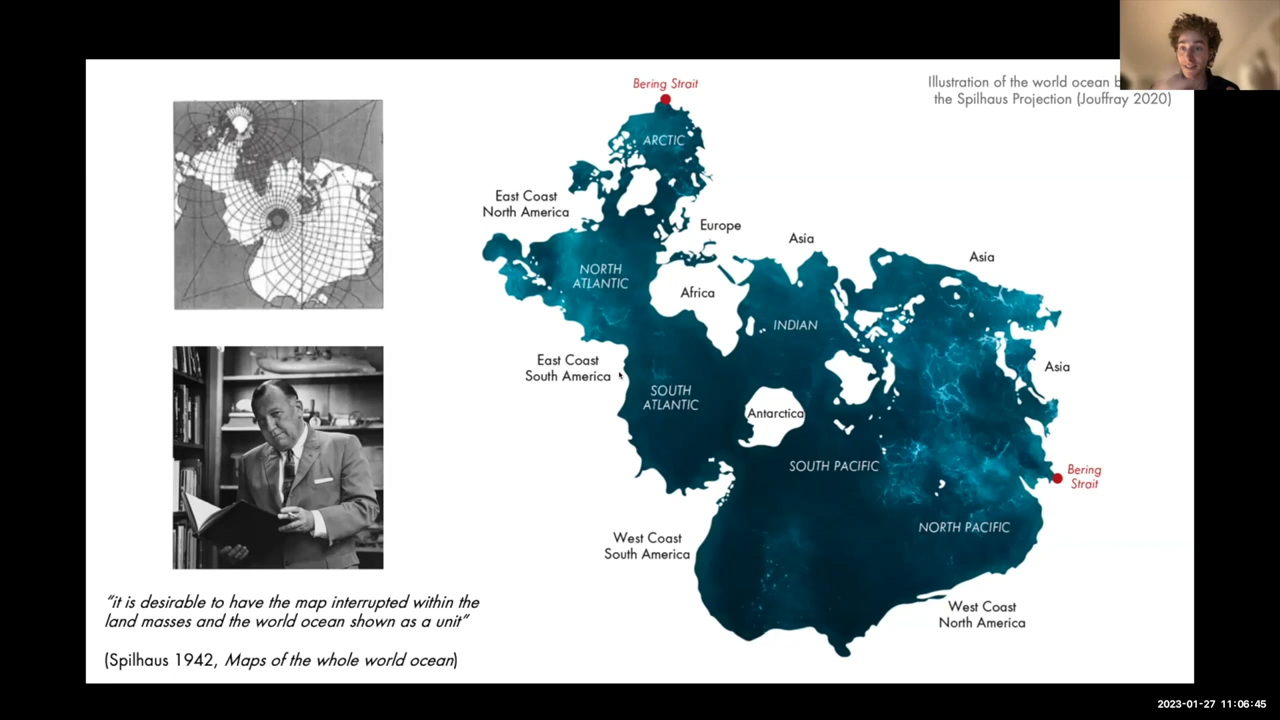 Illustration of the world ocean
the Spilhaus Projection (Jouffray 2020)
Bering Strait
ARCTIC
East Coast
North America
Europe
Asia
Asia
NORTH
ATLANTIC
Africa
INDIAN
East Coast
South America
Asia
SOUTH
ATLANTIC
Antarctica
SOUTH PACIFIC
Bering
Strait
NORTH PACIFIC
West Coast
South America
West Coast
North America
“it is desirable to have the map interrupted within the
land masses and the world ocean shown as a unit”
(Spilhaus 1942, Maps of the whole world ocean)
2023-01-27 11:06:45